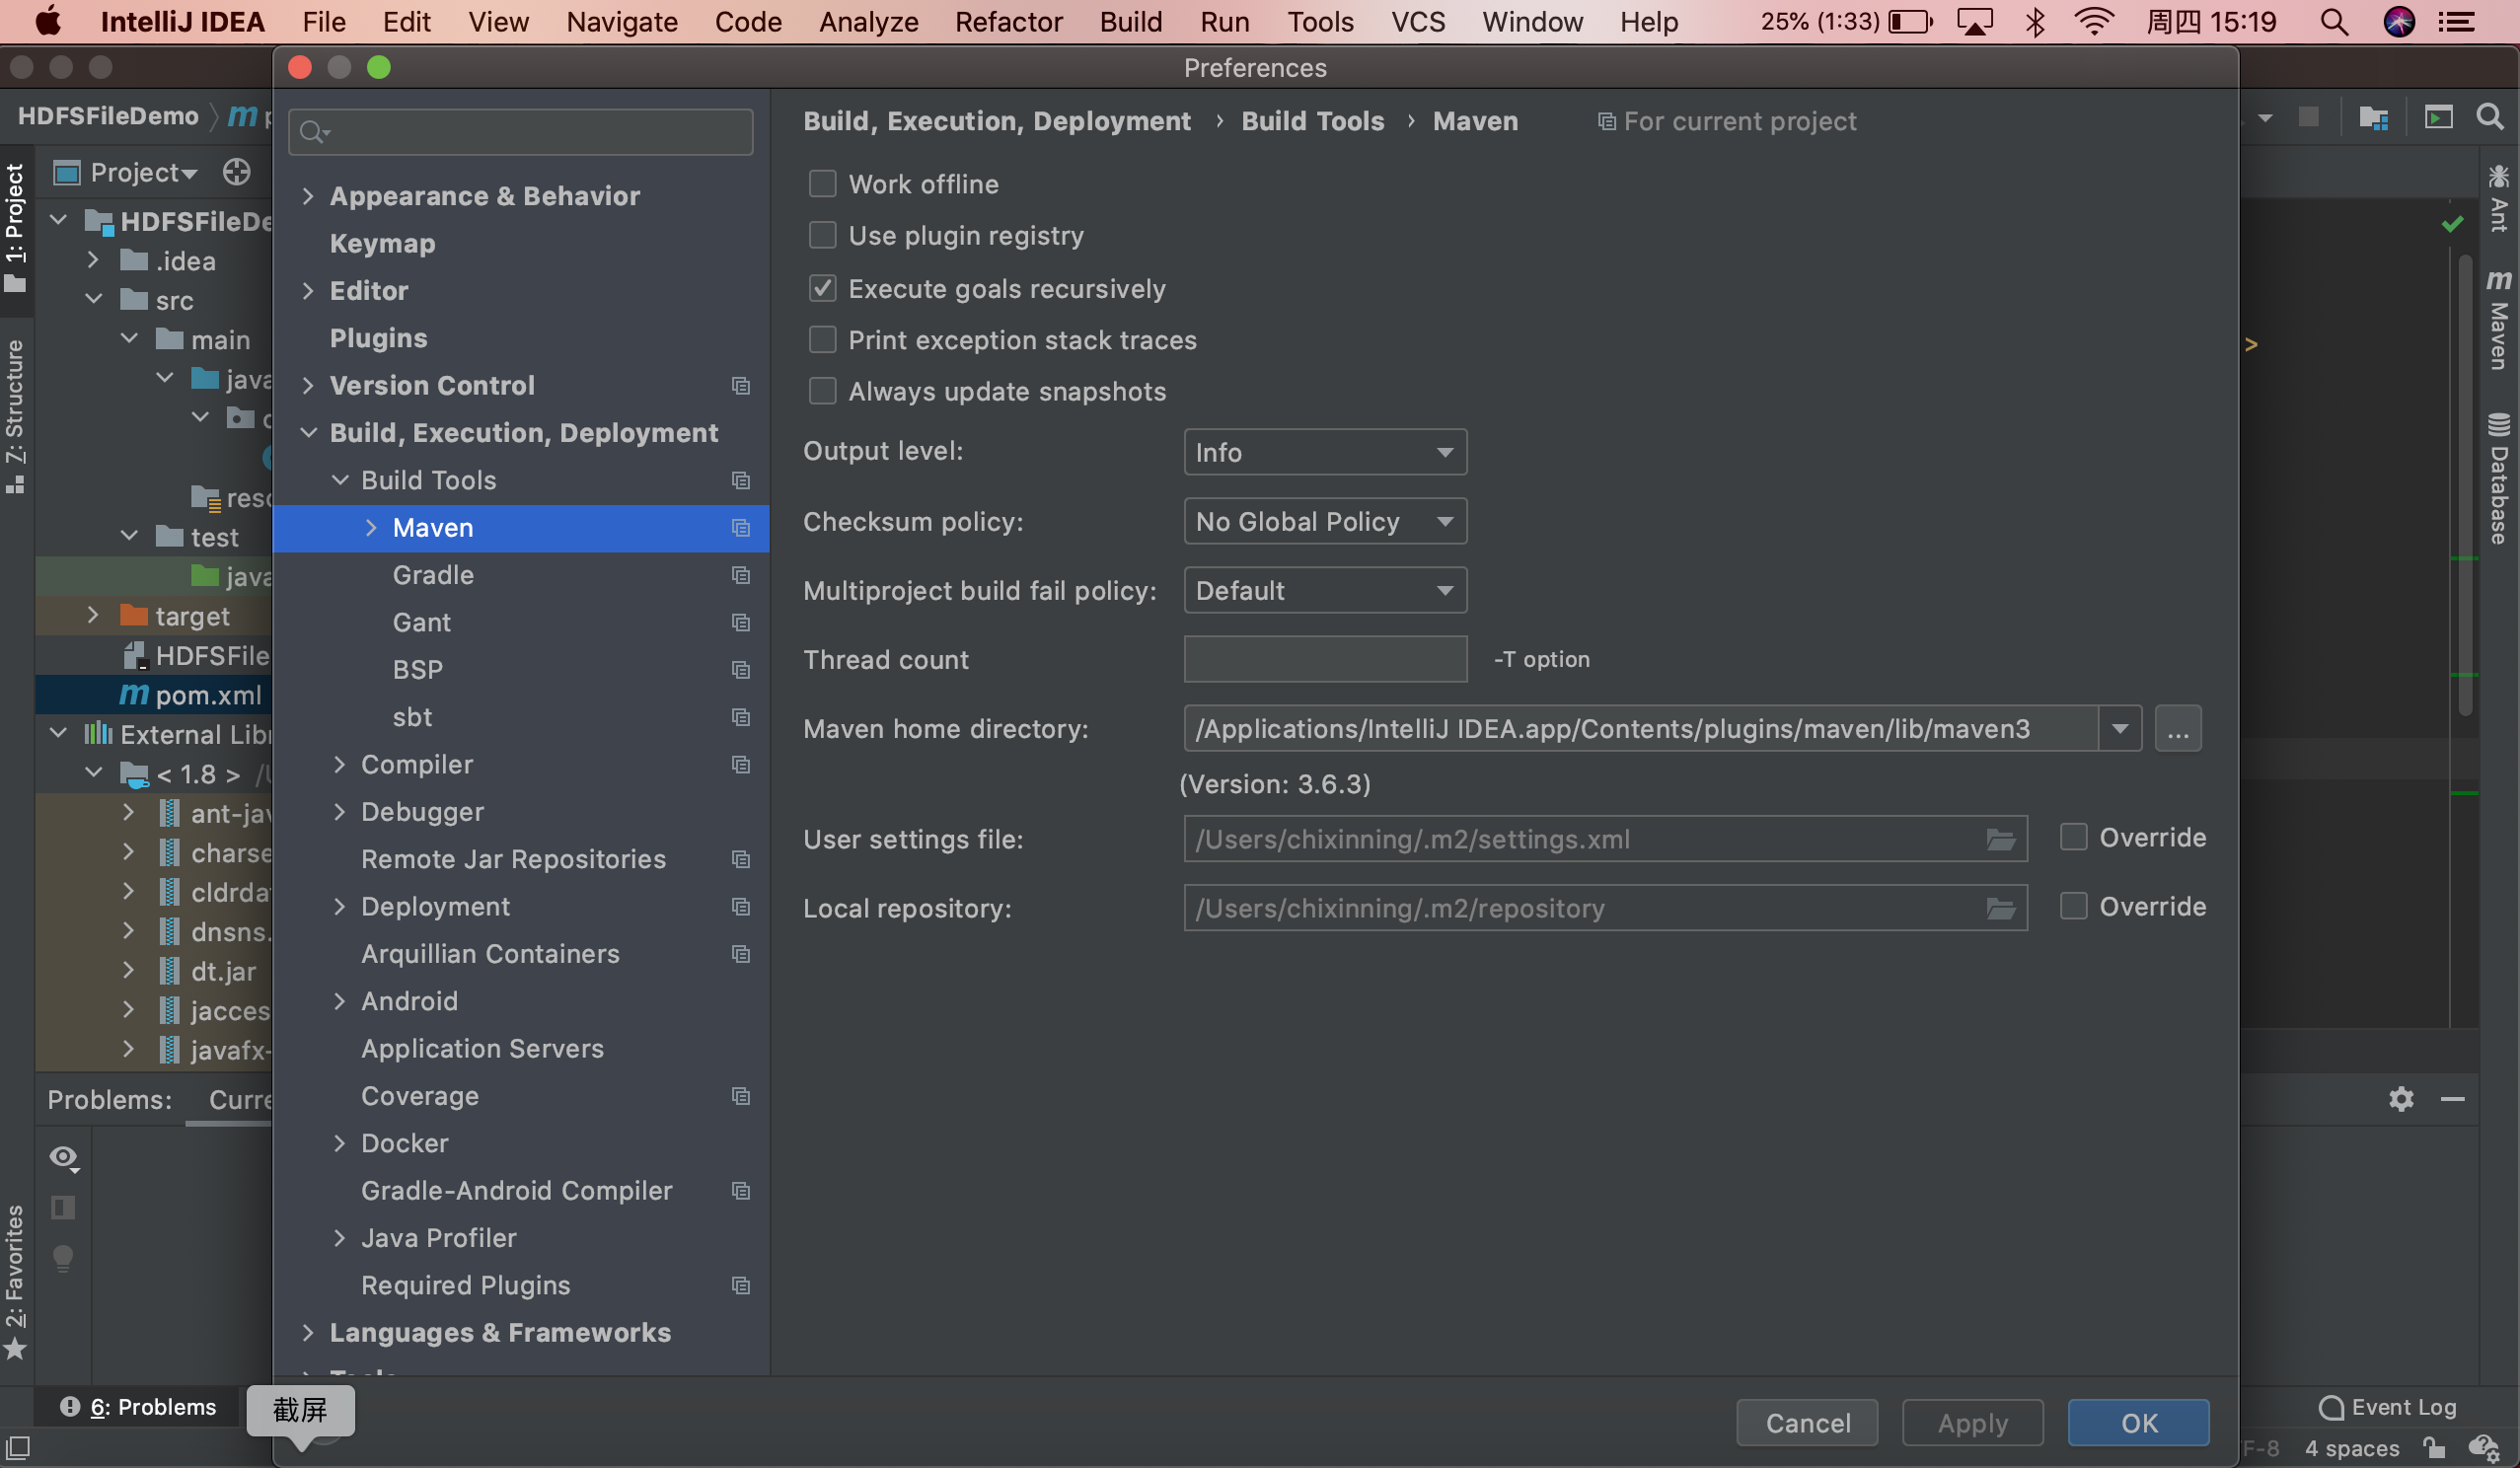 IntelliJ IDEA File Edit View Navigate Code Analyze Refactor Build Run Tools VCS Window Help 25% (1:33) 周四 15:19
Preferences
HDFSFileDemo
Project
1: Project
Z: Structure
2: Favorites
HDFSFileDe
.idea
src
main
java
test
java
target
HDFSFile
pom.xml
External Libr
< 1.8 >
ant-jav
charse
cldrda
dnsns.
dt.jar
jacces
javafx-
Problems: Curre
6: Problems
截屏
Appearance & Behavior
Keymap
Editor
Plugins
Version Control
Build, Execution, Deployment
Build Tools
Maven
Gradle
Gant
BSP
sbt
Compiler
Debugger
Remote Jar Repositories
Deployment
Arquillian Containers
Android
Application Servers
Coverage
Docker
Gradle-Android Compiler
Java Profiler
Required Plugins
Languages & Frameworks
Build, Execution, Deployment › Build Tools › Maven For current project
Work offline
Use plugin registry
Execute goals recursively
Print exception stack traces
Always update snapshots
Output level: Info
Checksum policy: No Global Policy
Multiproject build fail policy: Default
Thread count -T option
Maven home directory: /Applications/IntelliJ IDEA.app/Contents/plugins/maven/lib/maven3 ...
(Version: 3.6.3)
User settings file: /Users/chixinning/.m2/settings.xml Override
Local repository: /Users/chixinning/.m2/repository Override
Cancel Apply OK
>
Ant
Maven
Database
Event Log
F-8 4 spaces